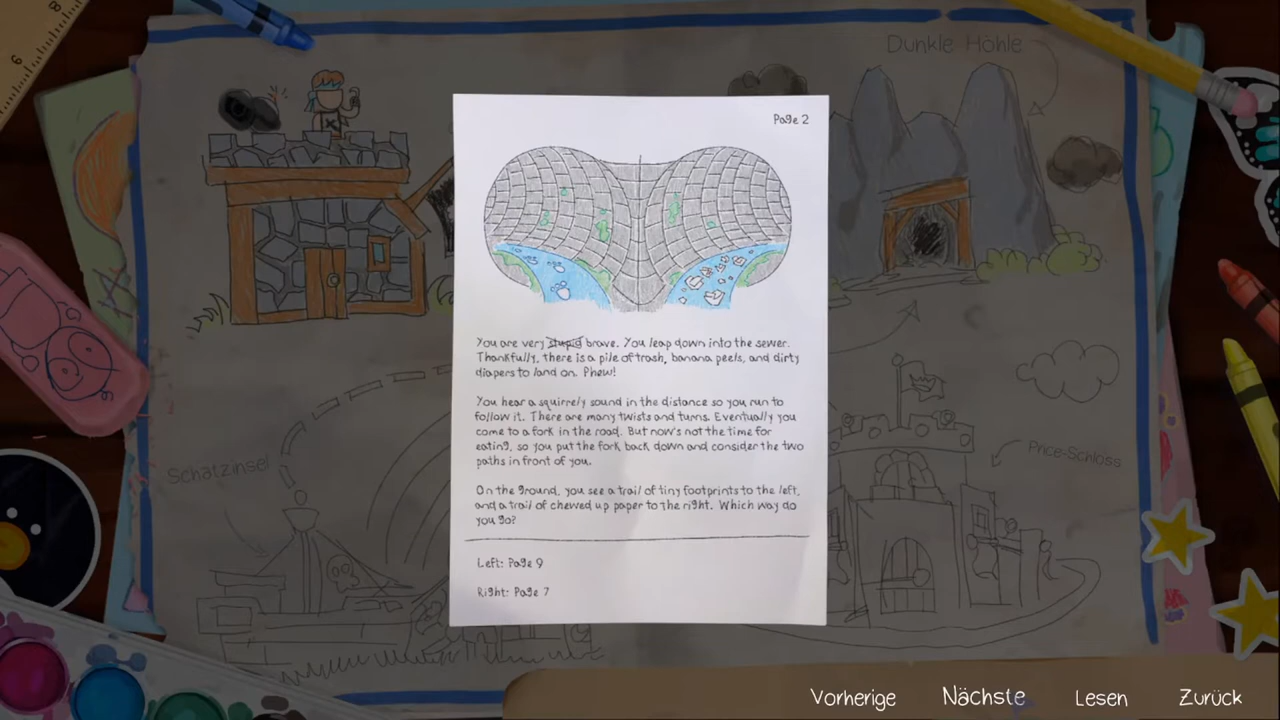 Dunkle Höhle
Page 2
You are very stupid brave. You leap down into the sewer.
Thankfully, there is a pile of trash, banana peels, and dirty
diapers to land on. Phew!
You hear a squirrely sound in the distance so you run to
follow it. There are many twists and turns. Eventually you
come to a fork in the road. But now's not the time for
eating, so you put the fork back down and consider the two
paths in front of you.
On the ground, you see a trail of tiny footprints to the left,
and a trail of chewed up paper to the right. Which way do
you go?
Left: Page 9
Right: Page 7
Schatzinsel
Price-Schloss
Vorherige Nächste Lesen Zurück